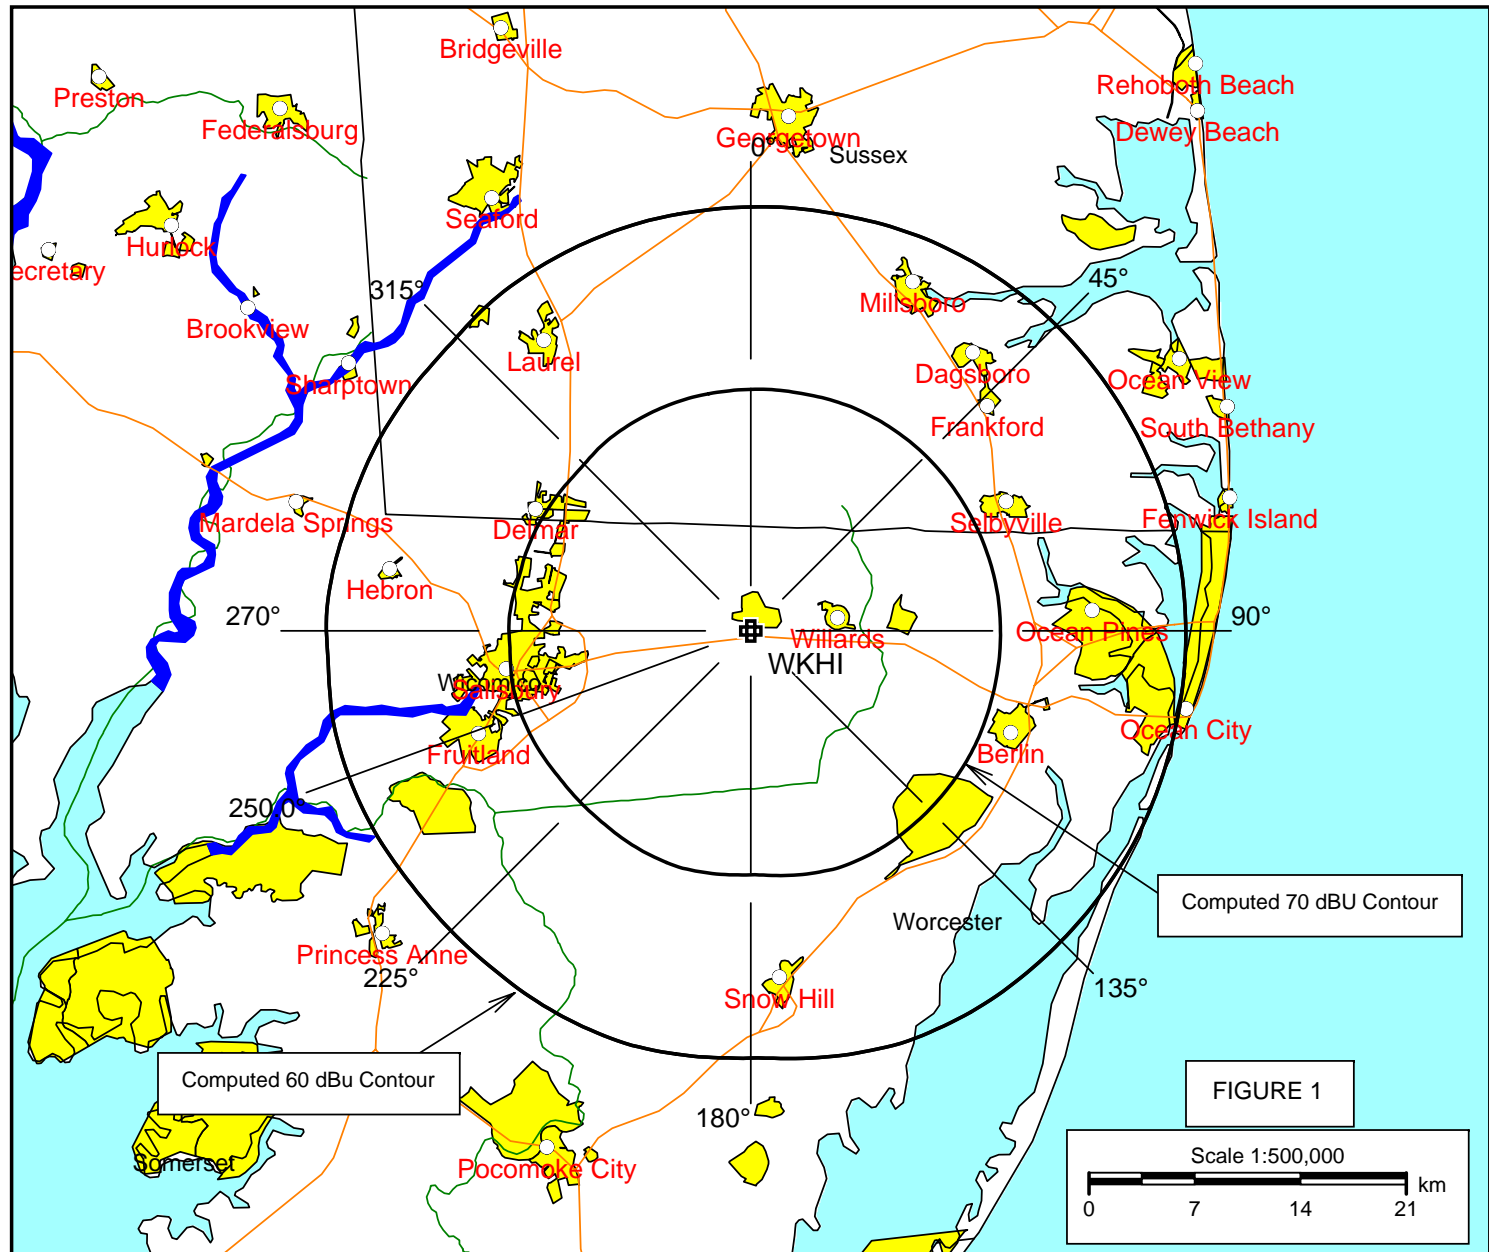 Bridgeville
Preston
Federalsburg
Rehoboth Beach
Georgetown
Dewey Beach
0°
Sussex
Seaford
Hurlock
ecretary
45°
315°
Millsboro
Brookview
Laurel
Sharptown
Dagsboro
Ocean View
Frankford
South Bethany
Mardela Springs
Delmar
Selbyville
Fenwick Island
Hebron
270°
90°
Willards
Ocean Pines
WKHI
Wicomico
Salisbury
Fruitland
Berlin
Ocean City
250.0°
Computed 70 dBU Contour
Worcester
Princess Anne
225°
135°
Snow Hill
Computed 60 dBu Contour
FIGURE 1
180°
Scale 1:500,000
Somerset
Pocomoke City
km
0 7 14 21